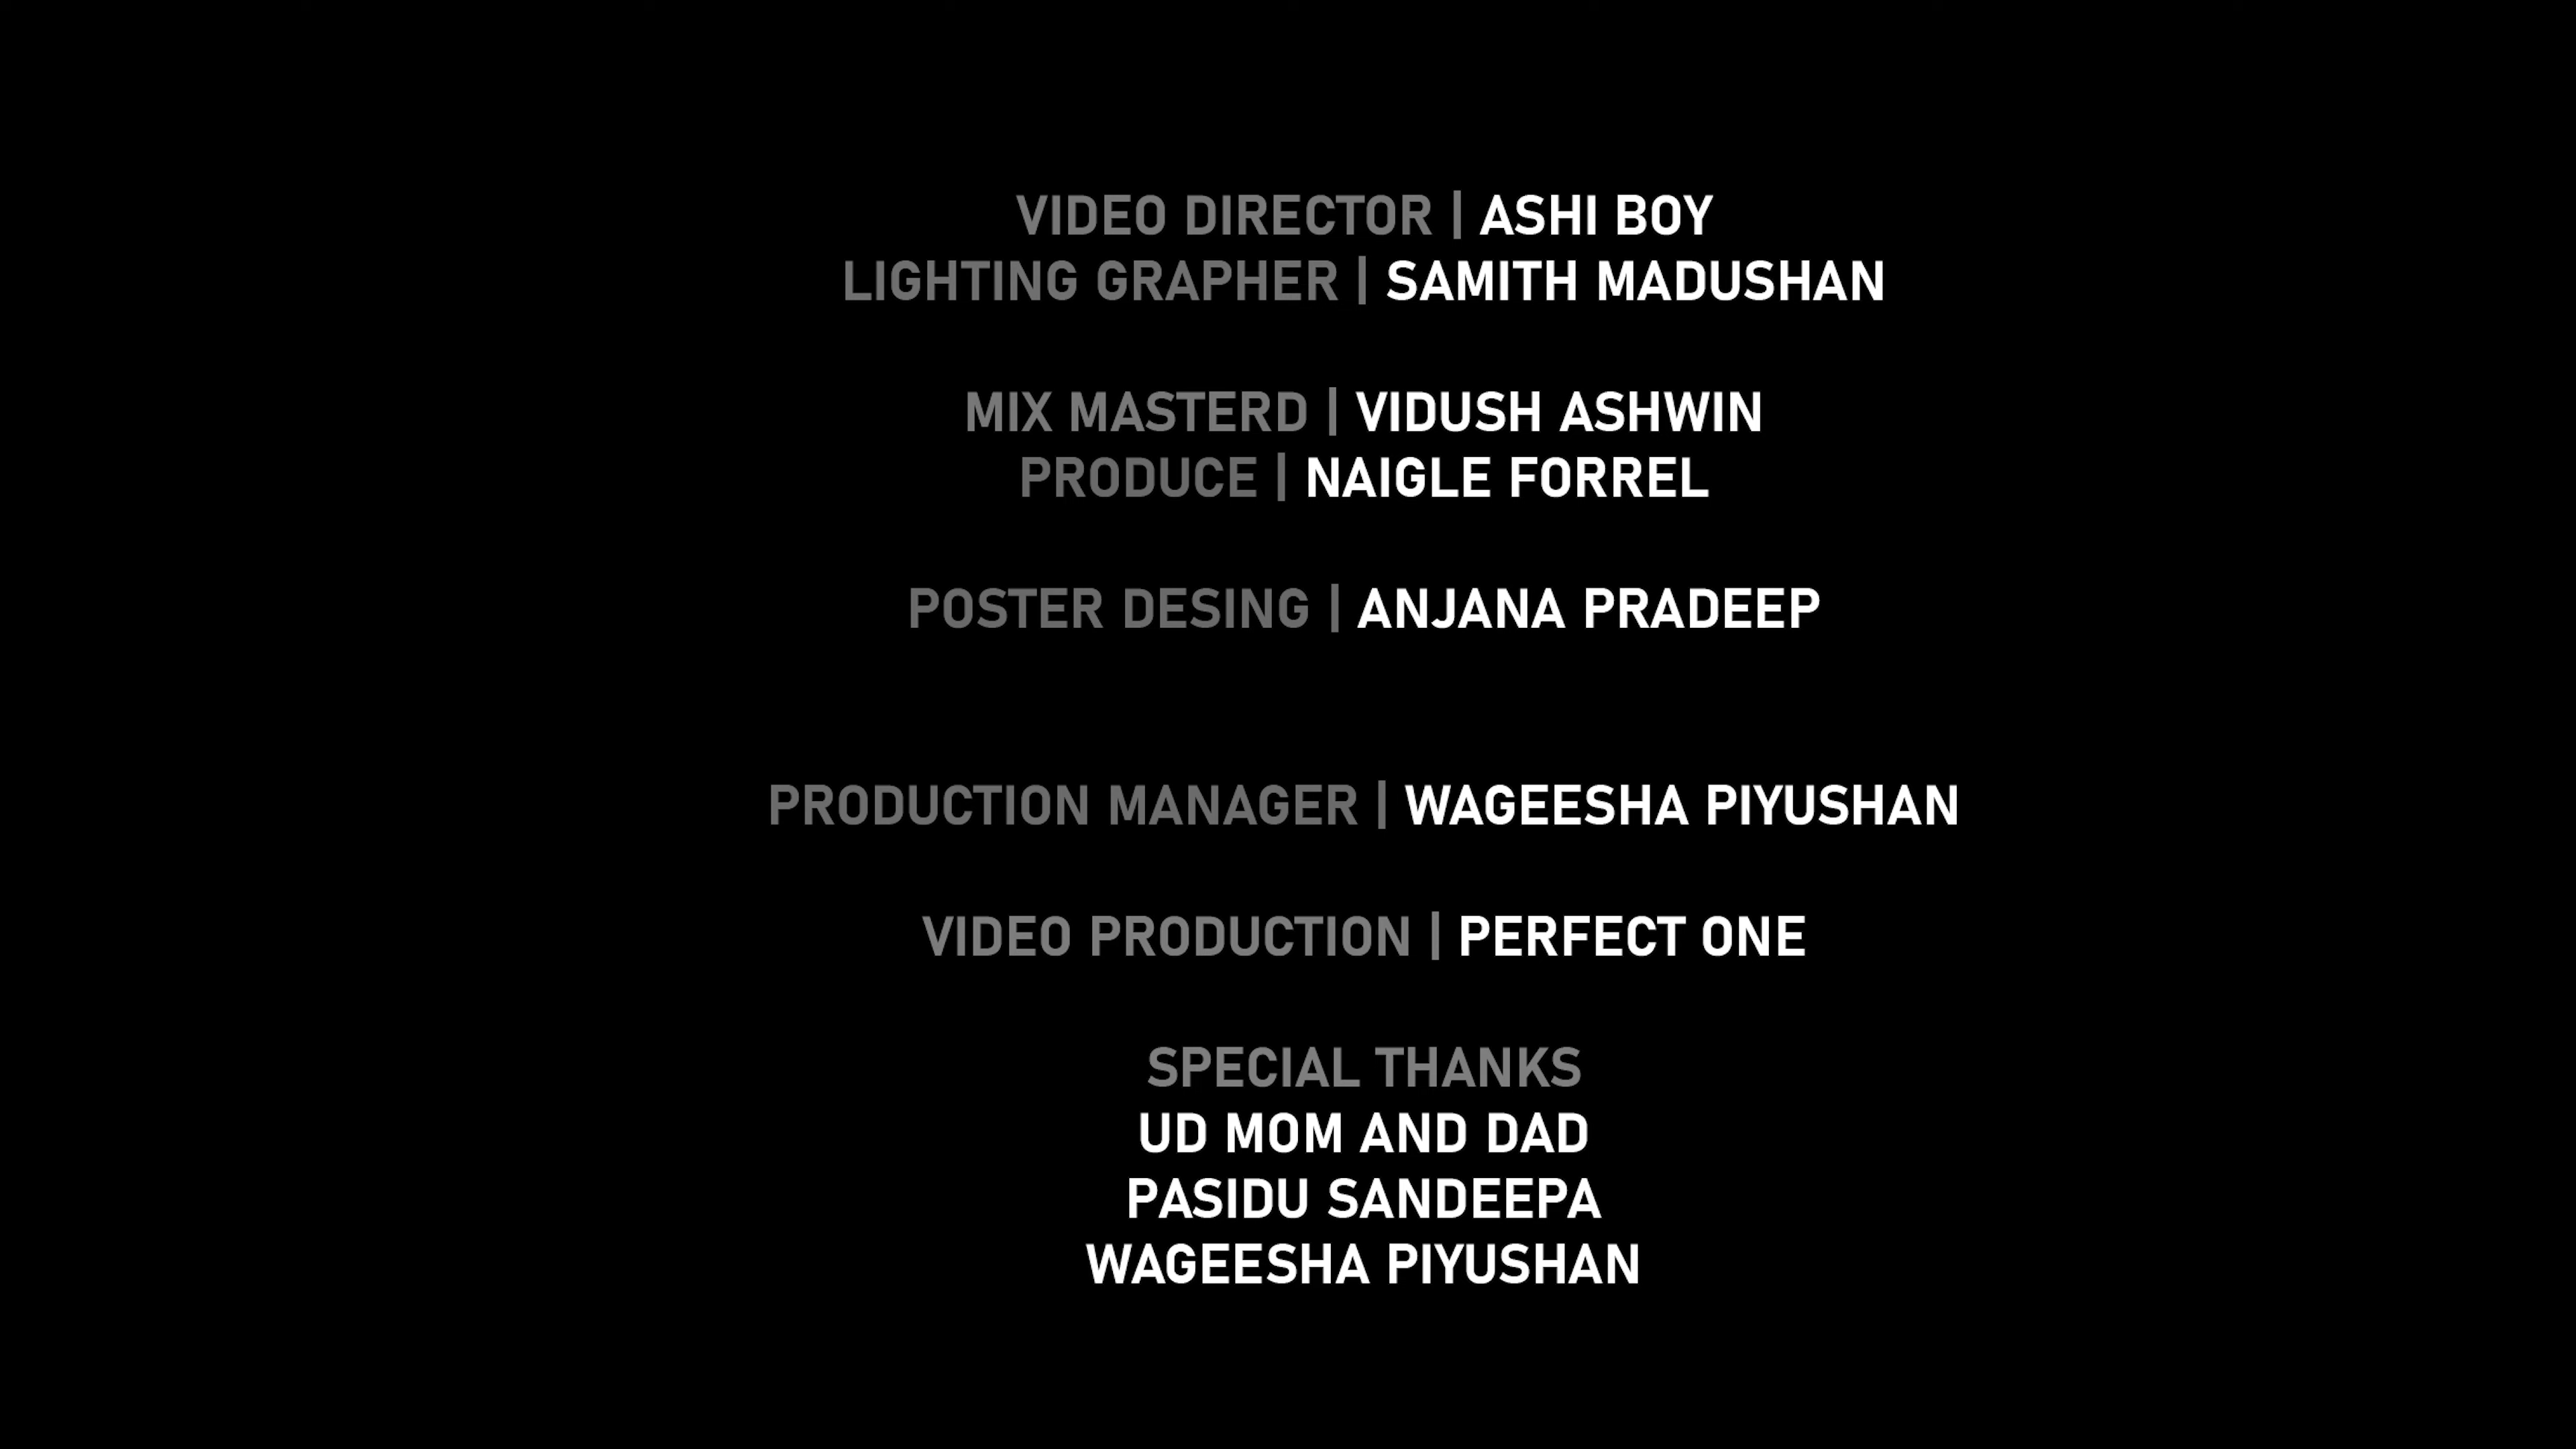 VIDEO DIRECTOR | ASHI BOY
LIGHTING GRAPHER | SAMITH MADUSHAN
MIX MASTERD | VIDUSH ASHWIN
PRODUCE | NAIGLE FORREL
POSTER DESING | ANJANA PRADEEP
PRODUCTION MANAGER | WAGEESHA PIYUSHAN
VIDEO PRODUCTION | PERFECT ONE
SPECIAL THANKS
UD MOM AND DAD
PASIDU SANDEEPA
WAGEESHA PIYUSHAN